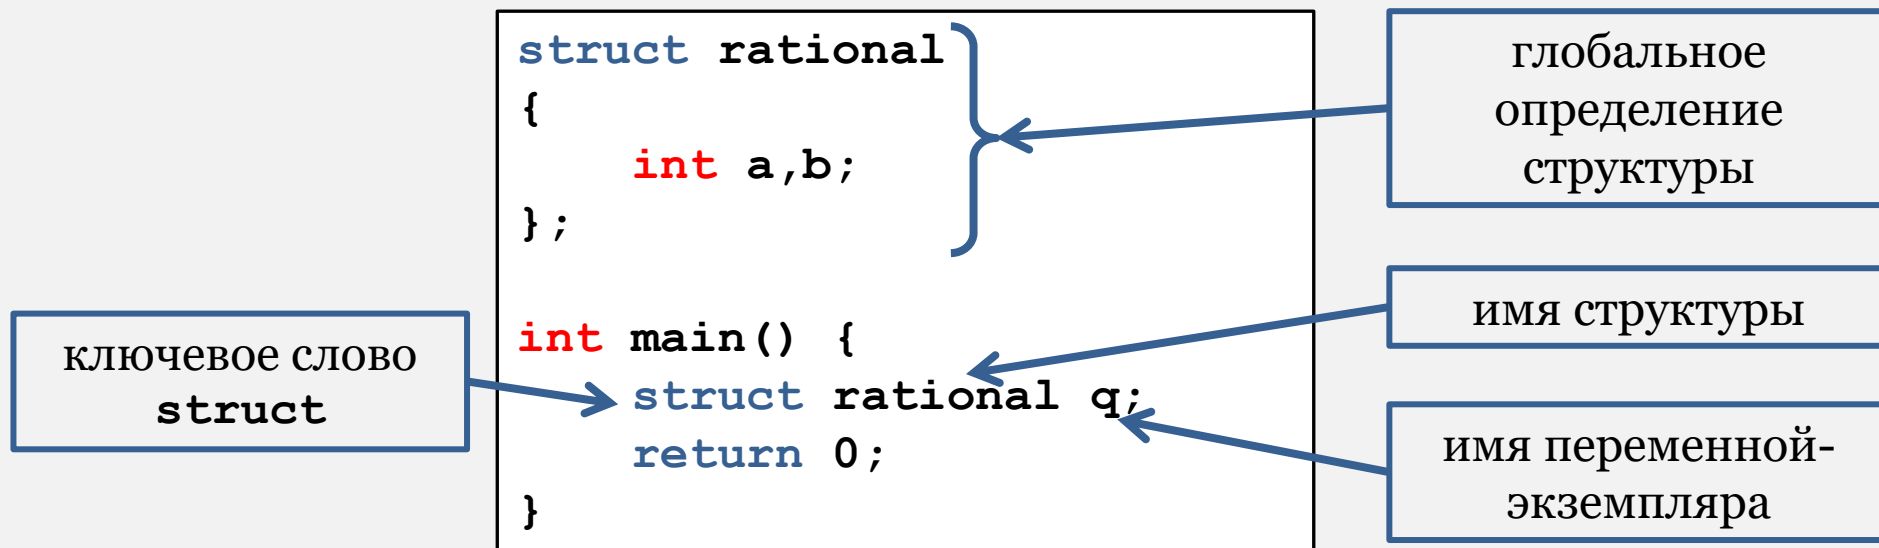 struct rational
{
int a,b;
};
int main() {
struct rational q;
return 0;
}
глобальное
определение
структуры
имя структуры
имя переменной-
экземпляра
ключевое слово
struct